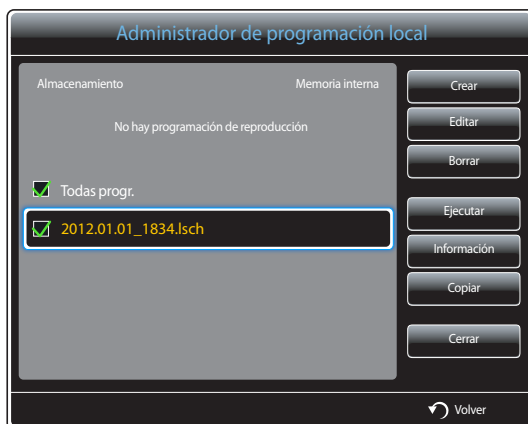 Administrador de programación local
Almacenamiento
Memoria interna
No hay programación de reproducción
Todas progr.
2012.01.01_1834.lsch
Crear
Editar
Borrar
Ejecutar
Información
Copiar
Cerrar
Volver